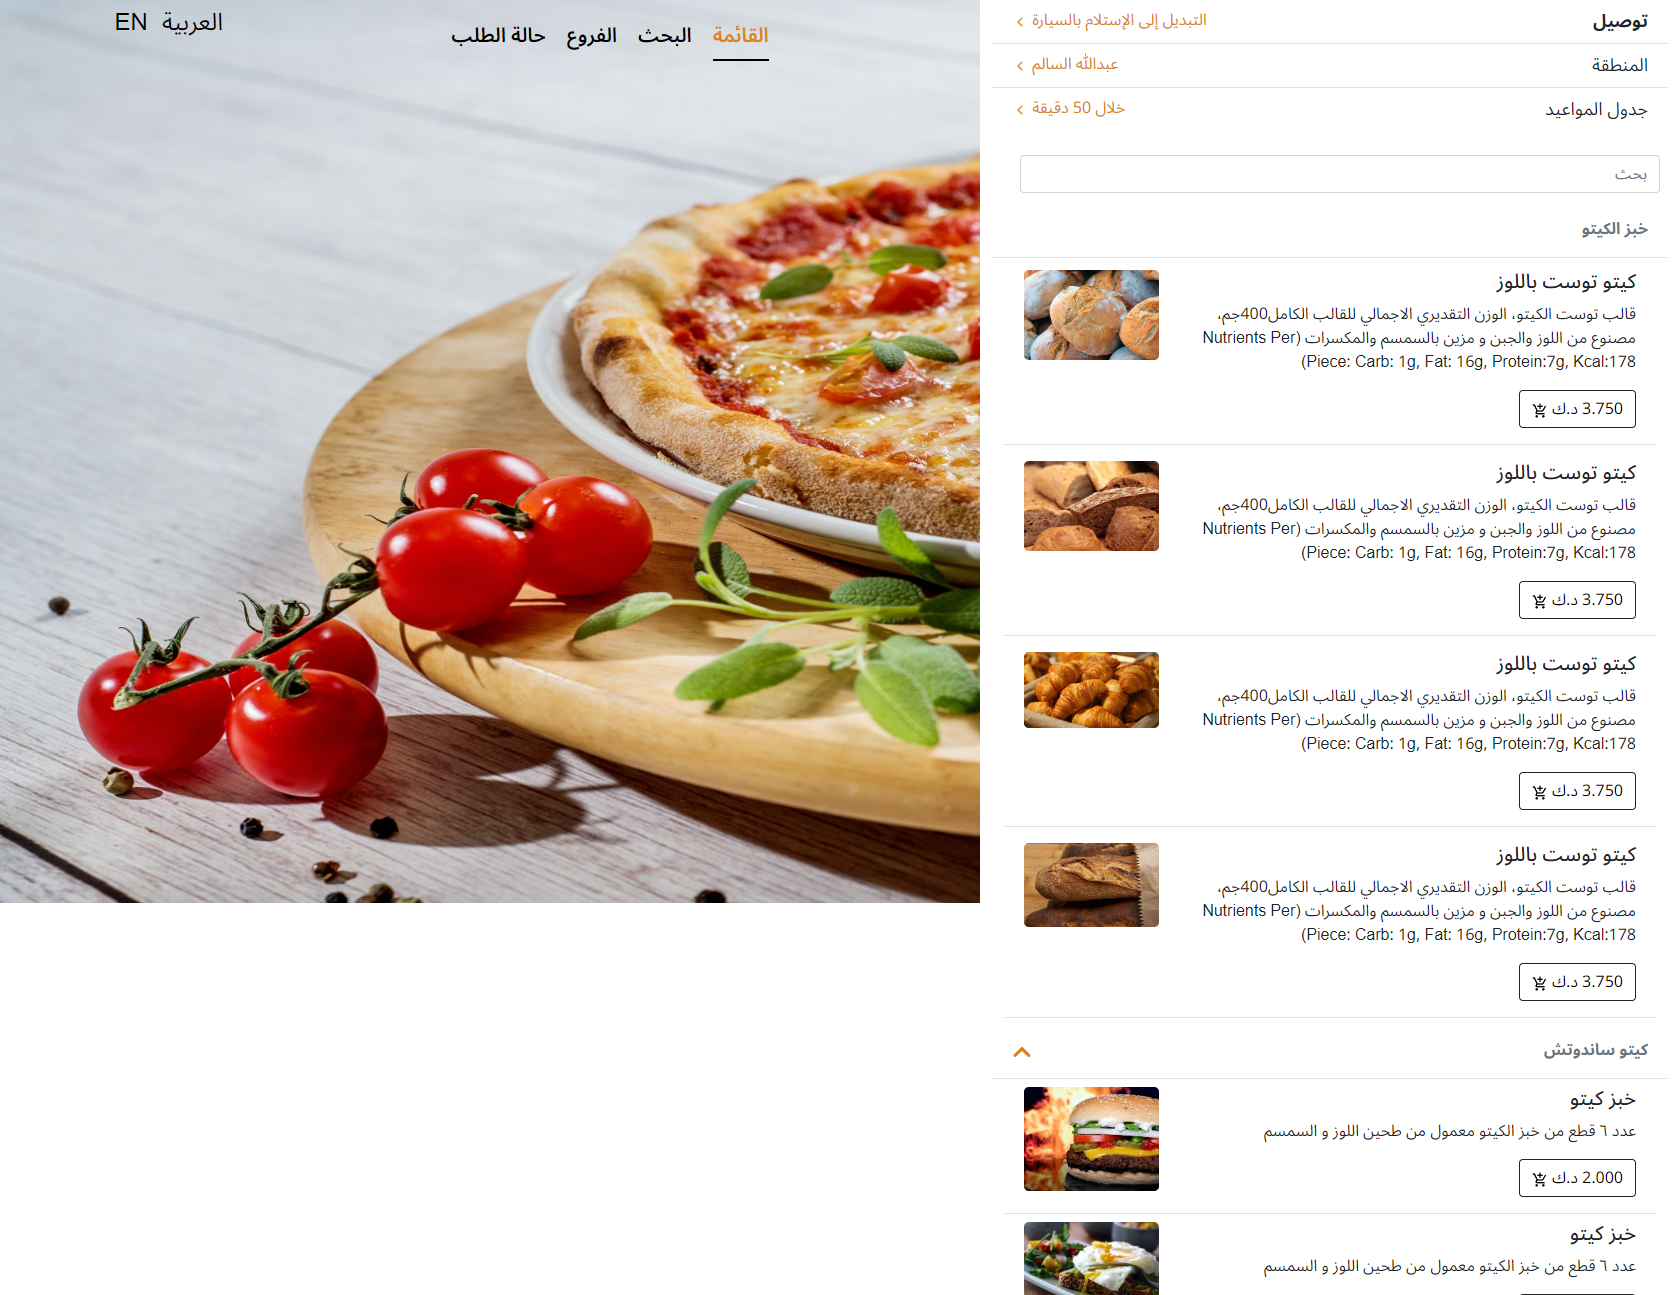 العربية EN
القائمة البحث الفروع حالة الطلب
توصيل
التبديل إلى الإستلام بالسيارة
المنطقة
عبدالله السالم
جدول المواعيد
خلال 50 دقيقة
بحث
خبز الكيتو
كيتو توست باللوز
قالب توست الكيتو، الوزن التقديري الاجمالي للقالب الكامل400جم،
مصنوع من اللوز والجبن و مزين بالسمسم والمكسرات (Nutrients Per
Piece: Carb: 1g, Fat: 16g, Protein:7g, Kcal:178)
3.750 د.ك
كيتو توست باللوز
قالب توست الكيتو، الوزن التقديري الاجمالي للقالب الكامل400جم،
مصنوع من اللوز والجبن و مزين بالسمسم والمكسرات (Nutrients Per
Piece: Carb: 1g, Fat: 16g, Protein:7g, Kcal:178)
3.750 د.ك
كيتو توست باللوز
قالب توست الكيتو، الوزن التقديري الاجمالي للقالب الكامل400جم،
مصنوع من اللوز والجبن و مزين بالسمسم والمكسرات (Nutrients Per
Piece: Carb: 1g, Fat: 16g, Protein:7g, Kcal:178)
3.750 د.ك
كيتو توست باللوز
قالب توست الكيتو، الوزن التقديري الاجمالي للقالب الكامل400جم،
مصنوع من اللوز والجبن و مزين بالسمسم والمكسرات (Nutrients Per
Piece: Carb: 1g, Fat: 16g, Protein:7g, Kcal:178)
3.750 د.ك
كيتو ساندوتش
خبز كيتو
عدد ٦ قطع من خبز الكيتو معمول من طحين اللوز و السمسم
2.000 د.ك
خبز كيتو
عدد ٦ قطع من خبز الكيتو معمول من طحين اللوز و السمسم